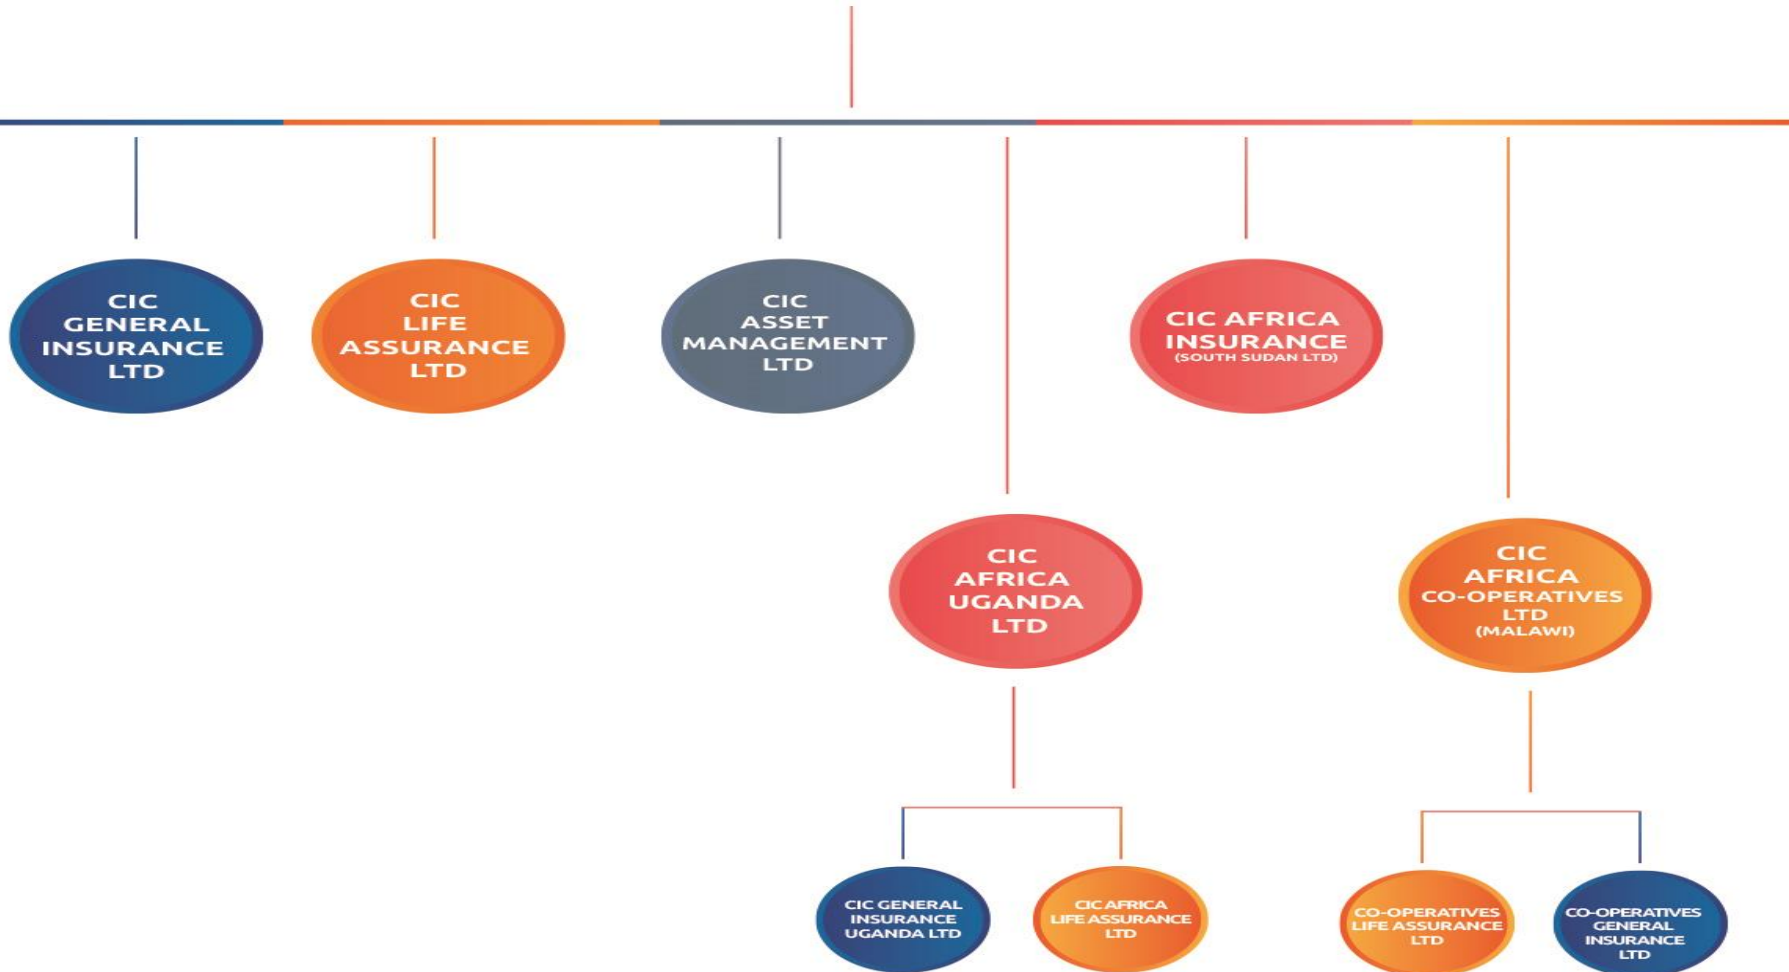 CIC
GENERAL
INSURANCE
LTD
CIC
LIFE
ASSURANCE
LTD
CIC
ASSET
MANAGEMENT
LTD
CIC AFRICA
INSURANCE
(SOUTH SUDAN LTD)
CIC
AFRICA
UGANDA
LTD
CIC
AFRICA
CO-OPERATIVES
LTD
(MALAWI)
CIC GENERAL
INSURANCE
UGANDA LTD
CIC AFRICA
LIFE ASSURANCE
LTD
CO-OPERATIVES
LIFE ASSURANCE
LTD
CO-OPERATIVES
GENERAL
INSURANCE
LTD